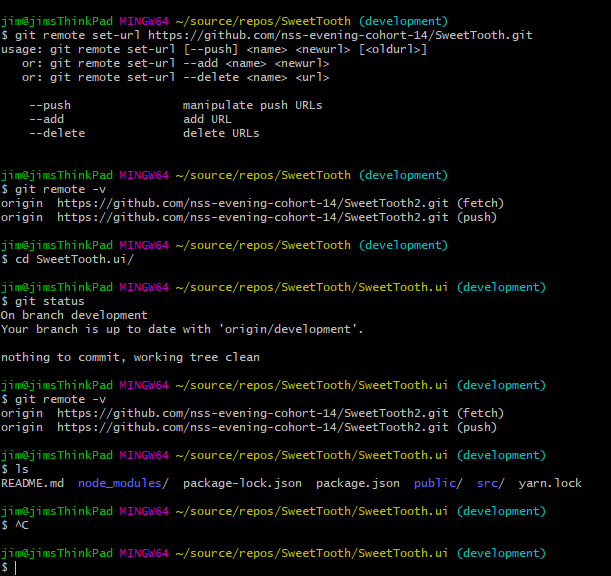 jim@jimsThinkPad MINGW64 ~/source/repos/SweetTooth (development)
$ git remote set-url https://github.com/nss-evening-cohort-14/SweetTooth.git
usage: git remote set-url [--push] <name> <newurl> [<oldurl>]
   or: git remote set-url --add <name> <newurl>
   or: git remote set-url --delete <name> <url>

    --push                manipulate push URLs
    --add                 add URL
    --delete              delete URLs


jim@jimsThinkPad MINGW64 ~/source/repos/SweetTooth (development)
$ git remote -v
origin  https://github.com/nss-evening-cohort-14/SweetTooth2.git (fetch)
origin  https://github.com/nss-evening-cohort-14/SweetTooth2.git (push)

jim@jimsThinkPad MINGW64 ~/source/repos/SweetTooth (development)
$ cd SweetTooth.ui/

jim@jimsThinkPad MINGW64 ~/source/repos/SweetTooth/SweetTooth.ui (development)
$ git status
On branch development
Your branch is up to date with 'origin/development'.

nothing to commit, working tree clean

jim@jimsThinkPad MINGW64 ~/source/repos/SweetTooth/SweetTooth.ui (development)
$ git remote -v
origin  https://github.com/nss-evening-cohort-14/SweetTooth2.git (fetch)
origin  https://github.com/nss-evening-cohort-14/SweetTooth2.git (push)

jim@jimsThinkPad MINGW64 ~/source/repos/SweetTooth/SweetTooth.ui (development)
$ ls
README.md  node_modules/  package-lock.json  package.json  public/  src/  yarn.lock

jim@jimsThinkPad MINGW64 ~/source/repos/SweetTooth/SweetTooth.ui (development)
$ ^C

jim@jimsThinkPad MINGW64 ~/source/repos/SweetTooth/SweetTooth.ui (development)
$